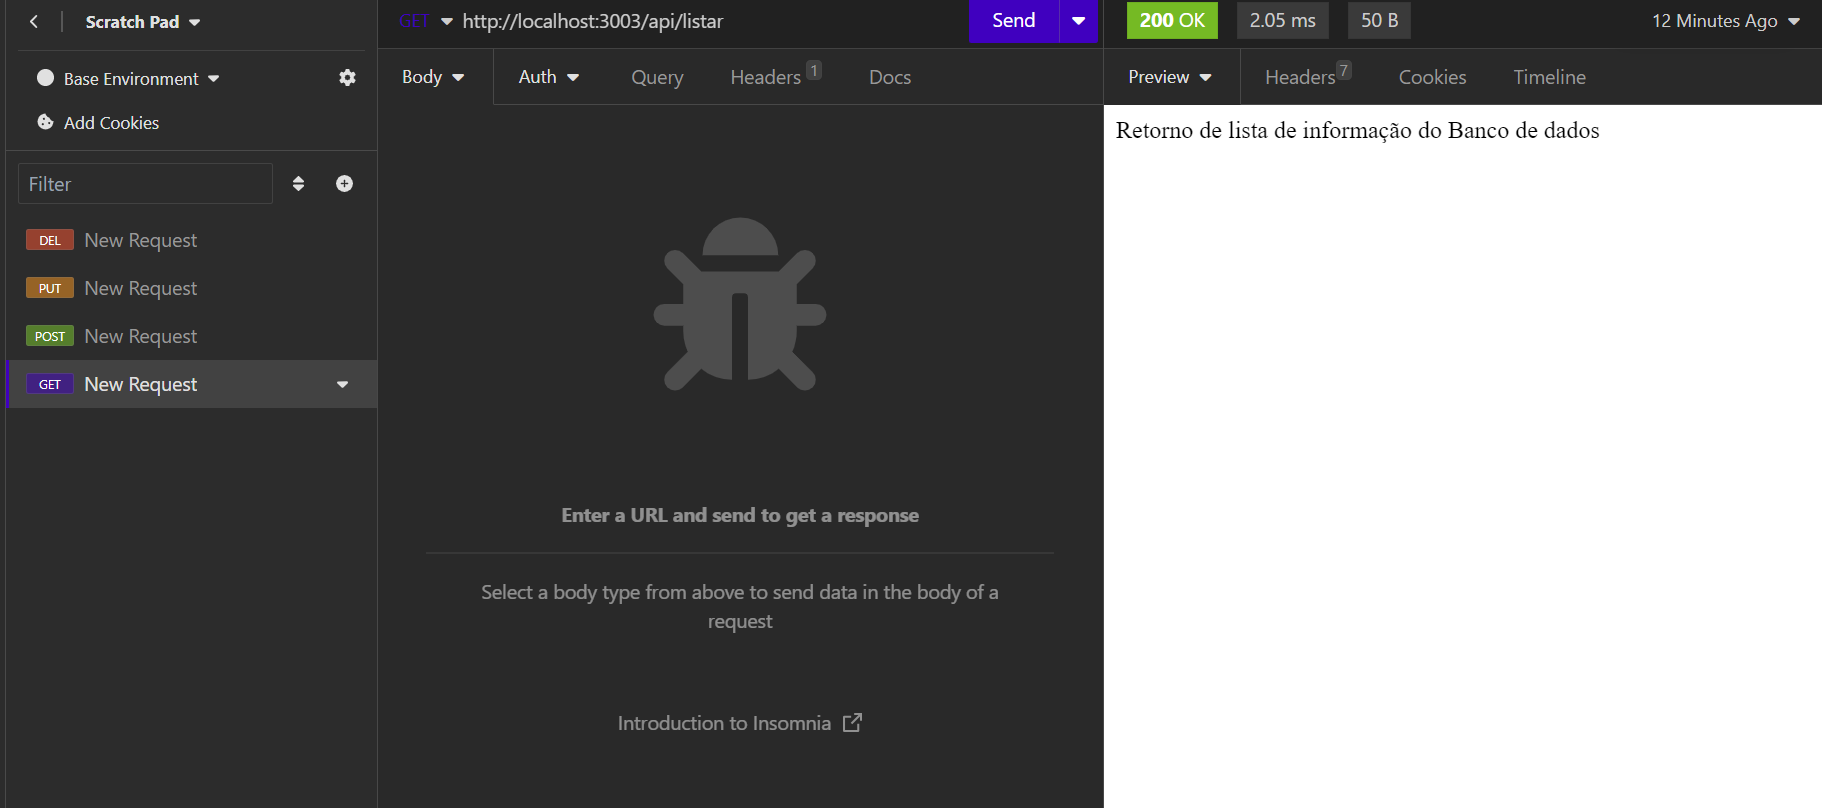 Scratch Pad
Base Environment
Add Cookies
Filter
DEL New Request
PUT New Request
POST New Request
GET New Request
GET http://localhost:3003/api/listar Send
Body Auth Query Headers 1 Docs
Enter a URL and send to get a response
Select a body type from above to send data in the body of a
request
Introduction to Insomnia
200 OK 2.05 ms 50 B 12 Minutes Ago
Preview Headers 7 Cookies Timeline
Retorno de lista de informação do Banco de dados